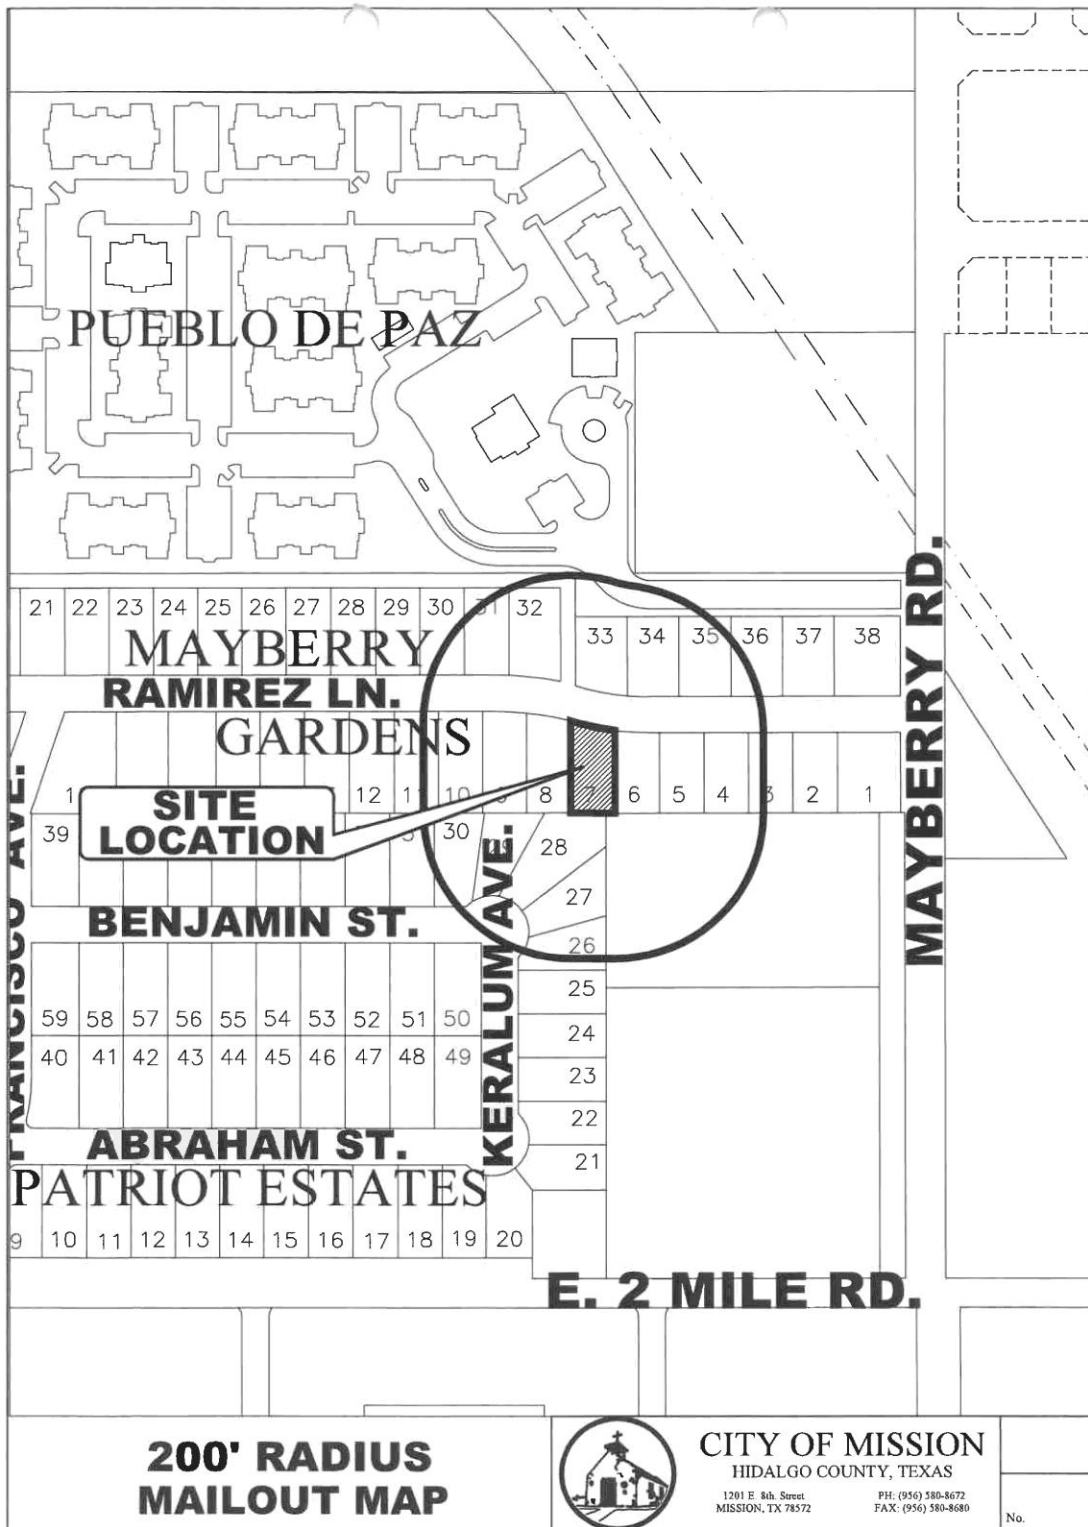 PUEBLO DE PAZ
21 22 23 24 25 26 27 28 29 30 31 32
33 34 35 36 37 38
MAYBERRY
RAMIREZ LN.
GARDENS
MAYBERRY RD.
1 12 11 10 9 8 7 6 5 4 3 2 1
SITE
LOCATION
39 30 28
27
26
25
24
23
22
21
BENJAMIN ST.
KERALUM AVE.
FRANCISCO AVE.
59 58 57 56 55 54 53 52 51 50
40 41 42 43 44 45 46 47 48 49
ABRAHAM ST.
PATRIOT ESTATES
9 10 11 12 13 14 15 16 17 18 19 20
E. 2 MILE RD.
200' RADIUS
MAILOUT MAP
CITY OF MISSION
HIDALGO COUNTY, TEXAS
1201 E. 8th. Street PH: (956) 580-8672
MISSION, TX 78572 FAX: (956) 580-8680
No.